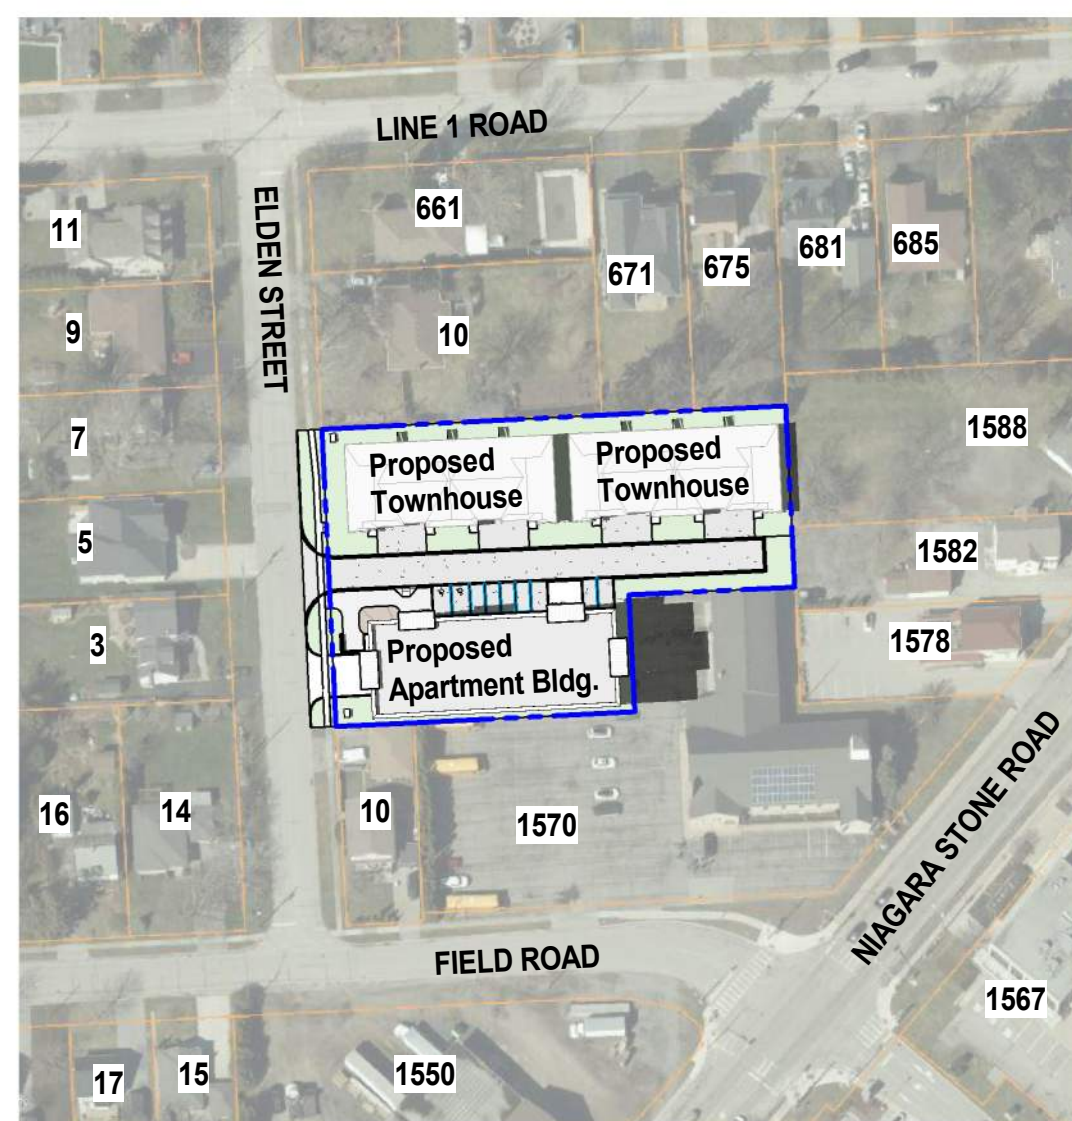 LINE 1 ROAD
ELDEN STREET
661
11
671
675
681
685
9
10
7
1588
Proposed
Townhouse
Proposed
Townhouse
5
1582
3
1578
Proposed
Apartment Bldg.
16
14
10
1570
NIAGARA STONE ROAD
FIELD ROAD
1567
17
15
1550